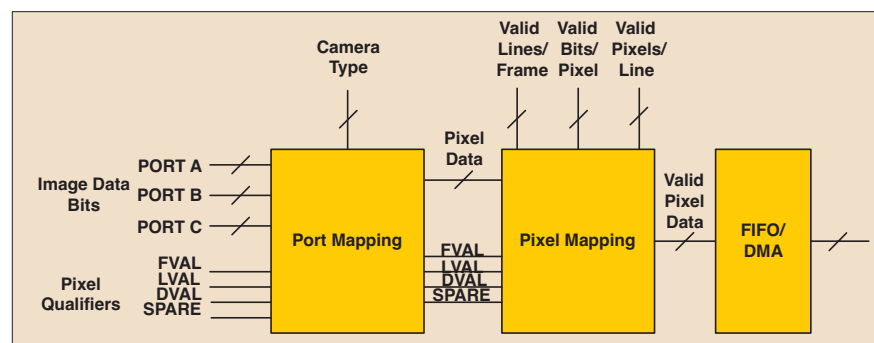 Camera
Type
Valid
Lines/
Frame
Valid
Bits/
Pixel
Valid
Pixels/
Line
Image Data
Bits
PORT A
PORT B
PORT C
Pixel
Qualifiers
FVAL
LVAL
DVAL
SPARE
Port Mapping
Pixel
Data
FVAL
LVAL
DVAL
SPARE
Pixel Mapping
Valid
Pixel
Data
FIFO/
DMA